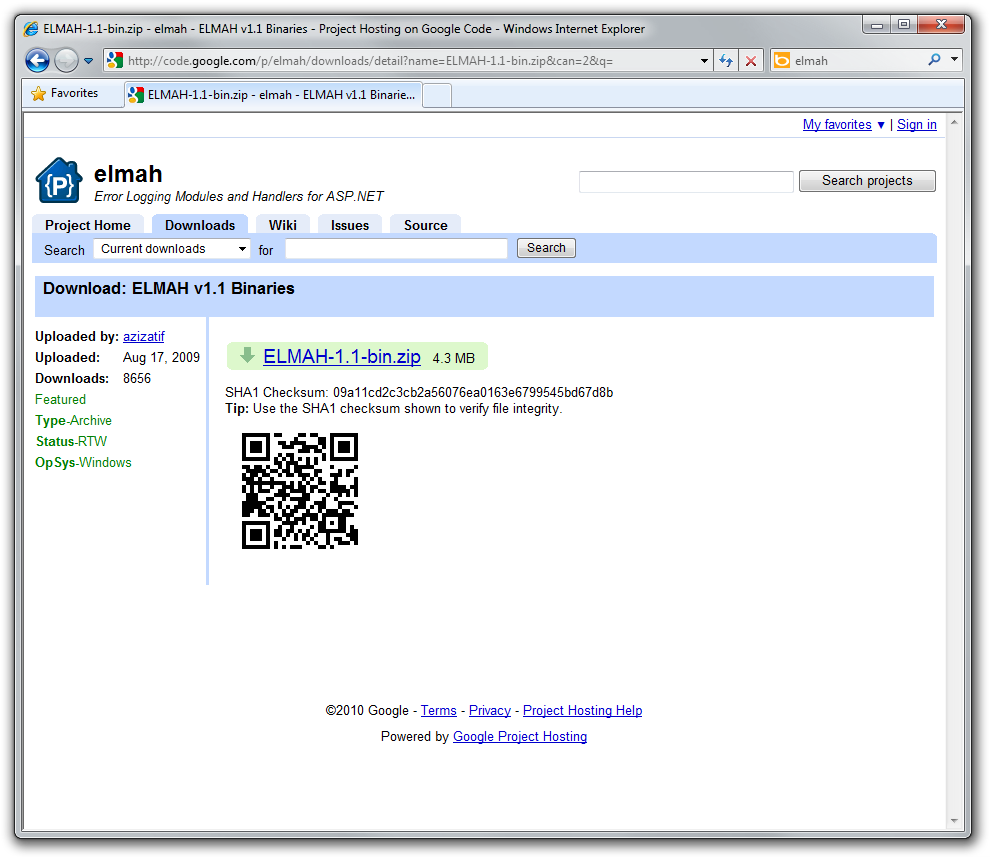 ELMAH-1.1-bin.zip - elmah - ELMAH v1.1 Binaries - Project Hosting on Google Code - Windows Internet Explorer
http://code.google.com/p/elmah/downloads/detail?name=ELMAH-1.1-bin.zip&can=2&q=
elmah
Favorites
ELMAH-1.1-bin.zip - elmah - ELMAH v1.1 Binarie...
My favorites ▼ | Sign in
{P}
elmah
Error Logging Modules and Handlers for ASP.NET
Search projects
Project Home Downloads Wiki Issues Source
Search Current downloads for Search
Download: ELMAH v1.1 Binaries
Uploaded by: azizatif
Uploaded: Aug 17, 2009
Downloads: 8656
Featured
Type-Archive
Status-RTW
OpSys-Windows
ELMAH-1.1-bin.zip 4.3 MB
SHA1 Checksum: 09a11cd2c3cb2a56076ea0163e6799545bd67d8b
Tip: Use the SHA1 checksum shown to verify file integrity.
©2010 Google - Terms - Privacy - Project Hosting Help
Powered by Google Project Hosting